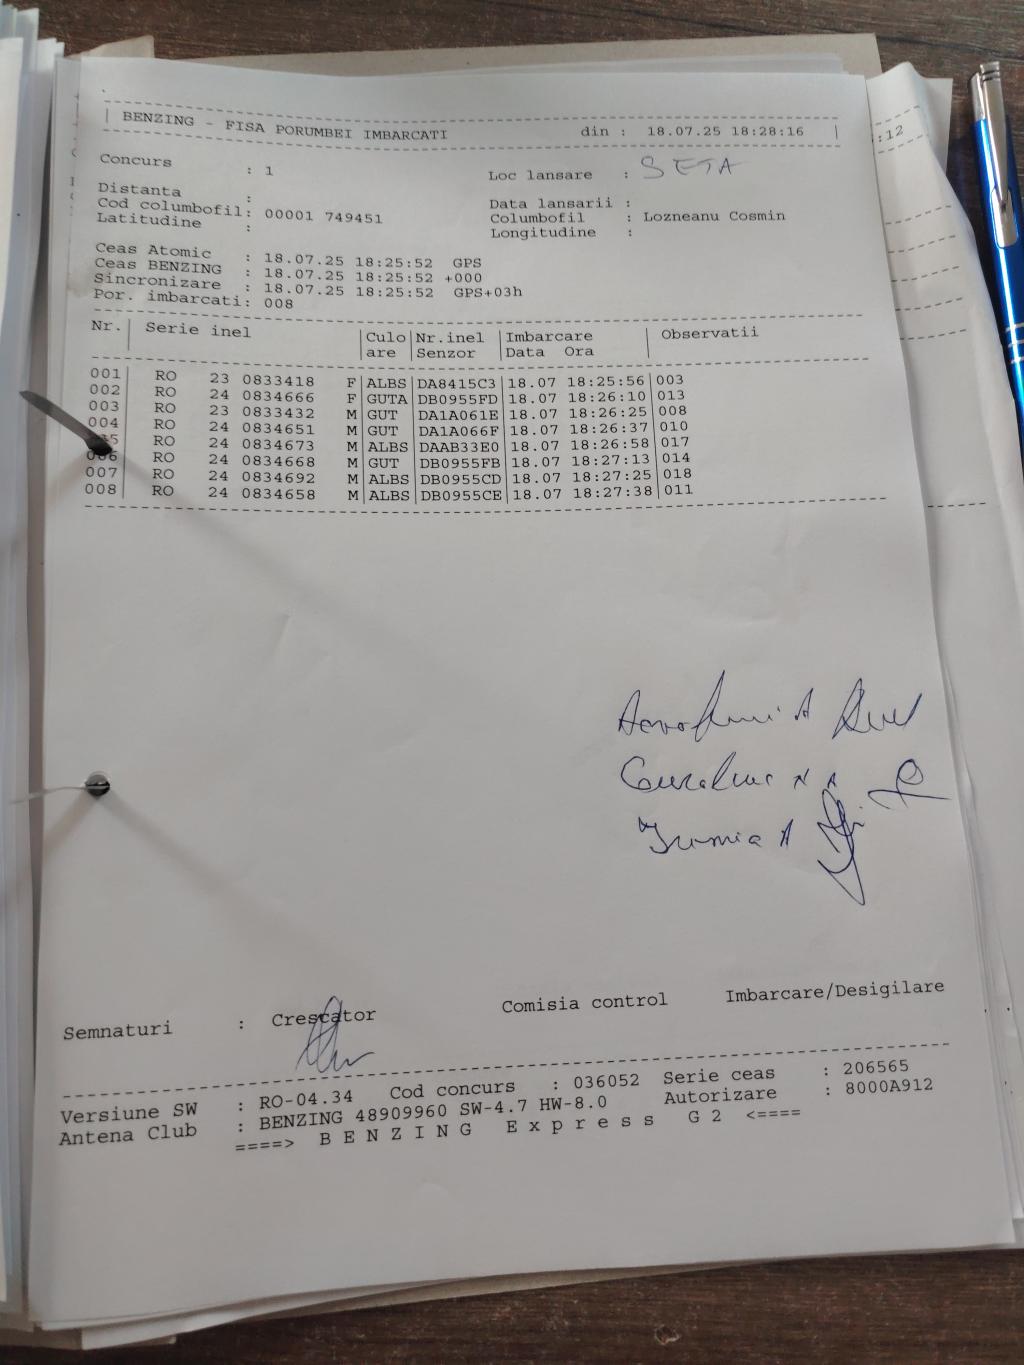 | BENZING - FISA PORUMBEI IMBARCATI din : 18.07.25 18:28:16 |
:12
Concurs : 1 Loc lansare : SETA
Distanta : Data lansarii :
Cod columbofil: 00001 749451 Columbofil : Lozneanu Cosmin
Latitudine : Longitudine :
Ceas Atomic : 18.07.25 18:25:52 GPS
Ceas BENZING : 18.07.25 18:25:52 +000
Sincronizare : 18.07.25 18:25:52 GPS+03h
Por. imbarcati: 008
Nr. | Serie inel | Culo | Nr.inel | Imbarcare | Observatii
are | Senzor | Data Ora
001 | RO 23 0833418 F | ALBS | DA8415C3 | 18.07 18:25:56 | 003
002 | RO 24 0834666 F | GUTA | DB0955FD | 18.07 18:26:10 | 013
003 | RO 23 0833432 M | GUT | DA1A061E | 18.07 18:26:25 | 008
004 | RO 24 0834651 M | GUT | DA1A066F | 18.07 18:26:37 | 010
005 | RO 24 0834673 M | ALBS | DAAB33E0 | 18.07 18:26:58 | 017
006 | RO 24 0834668 M | GUT | DB0955FB | 18.07 18:27:13 | 014
007 | RO 24 0834692 M | ALBS | DB0955CD | 18.07 18:27:25 | 018
008 | RO 24 0834658 M | ALBS | DB0955CE | 18.07 18:27:38 | 011
Semnaturi : Crescator Comisia control Imbarcare/Desigilare
Versiune SW : RO-04.34 Cod concurs : 036052 Serie ceas : 206565
Antena Club : BENZING 48909960 SW-4.7 HW-8.0 Autorizare : 8000A912
====> B E N Z I N G E x p r e s s G 2 <====